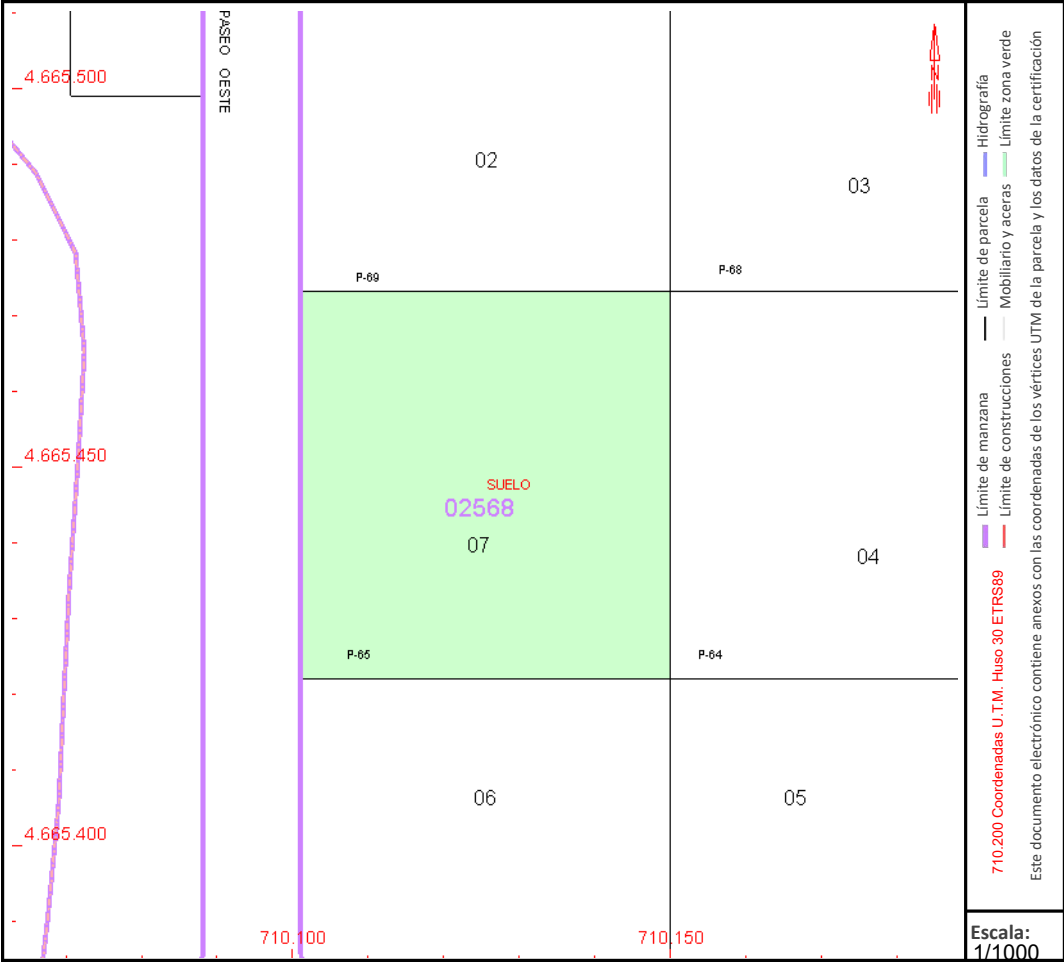 PASEO OESTE
4.665.500
02
03
N
P-69
P-68
4.665.450
SUELO
02568
07
04
P-65
P-64
06
05
4.665.400
710.100
710.150
710.200 Coordenadas U.T.M. Huso 30 ETRS89
Límite de manzana
Límite de parcela
Hidrografía
Límite de construcciones
Mobiliario y aceras
Límite zona verde
Este documento electrónico contiene anexos con las coordenadas de los vértices UTM de la parcela y los datos de la certificación
Escala:
1/1000